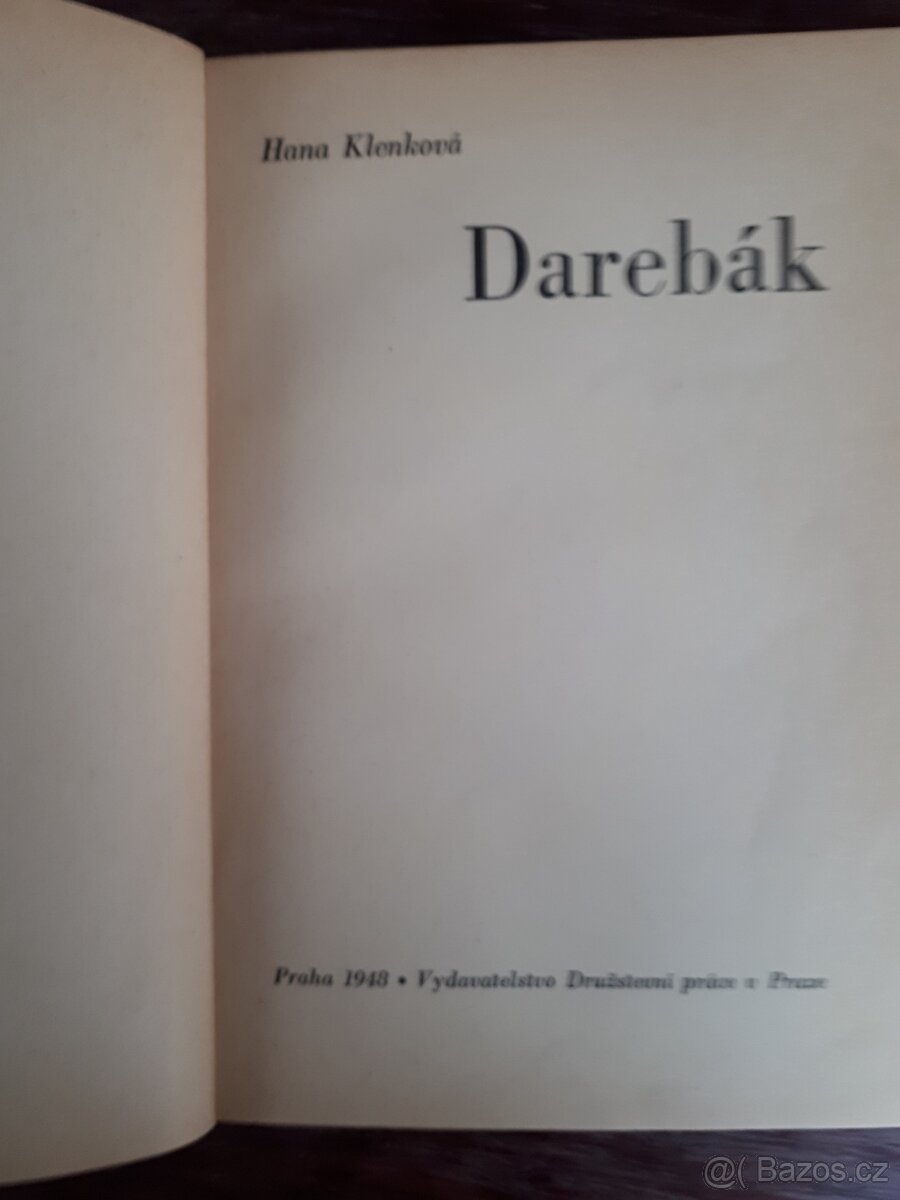 Hana Klenková
Darebák
Praha 1948 • Vydavatelstvo Družstevní práce v Praze
@( Bazos.cz